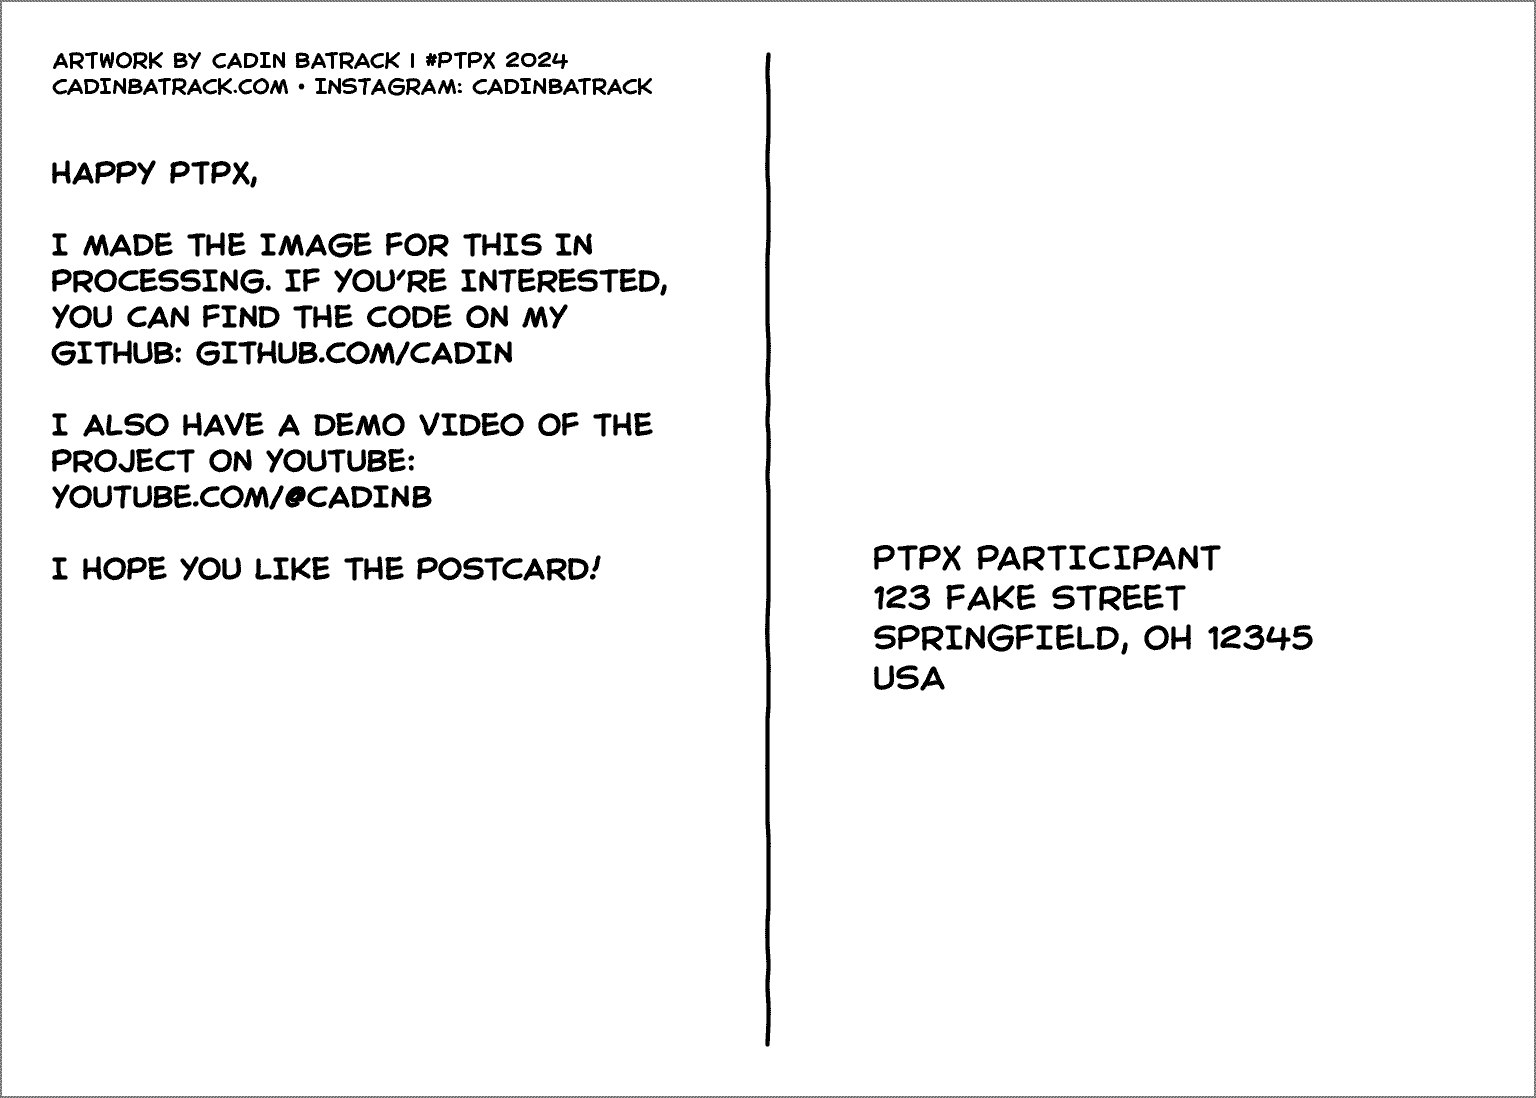 ARTWORK BY CADIN BATRACK | #PTPX 2024
CADINBATRACK.COM • INSTAGRAM: CADINBATRACK
HAPPY PTPX,
I MADE THE IMAGE FOR THIS IN
PROCESSING. IF YOU'RE INTERESTED,
YOU CAN FIND THE CODE ON MY
GITHUB: GITHUB.COM/CADIN
I ALSO HAVE A DEMO VIDEO OF THE
PROJECT ON YOUTUBE:
YOUTUBE.COM/@CADINB
I HOPE YOU LIKE THE POSTCARD!
PTPX PARTICIPANT
123 FAKE STREET
SPRINGFIELD, OH 12345
USA